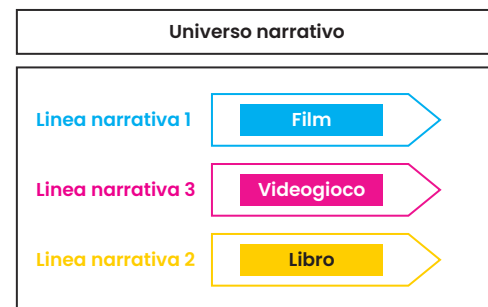 Universo narrativo
Linea narrativa 1 Film
Linea narrativa 3 Videogioco
Linea narrativa 2 Libro